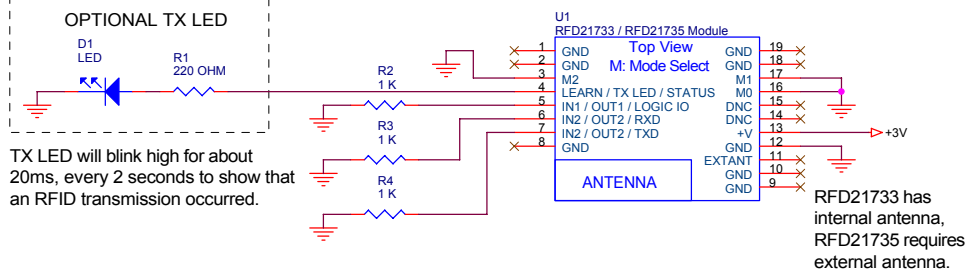 OPTIONAL TX LED
D1
LED
R1
220 OHM
TX LED will blink high for about
20ms, every 2 seconds to show that
an RFID transmission occurred.
R2
1 K
R3
1 K
R4
1 K
U1
RFD21733 / RFD21735 Module
Top View
M: Mode Select
1 GND
2 GND
3 M2
4 LEARN / TX LED / STATUS
5 IN1 / OUT1 / LOGIC IO
6 IN2 / OUT2 / RXD
7 IN2 / OUT2 / TXD
8 GND
ANTENNA
GND 19
GND 18
M1 17
M0 16
DNC 15
DNC 14
+V 13
GND 12
EXTANT 11
GND 10
GND 9
+3V
RFD21733 has
internal antenna,
RFD21735 requires
external antenna.